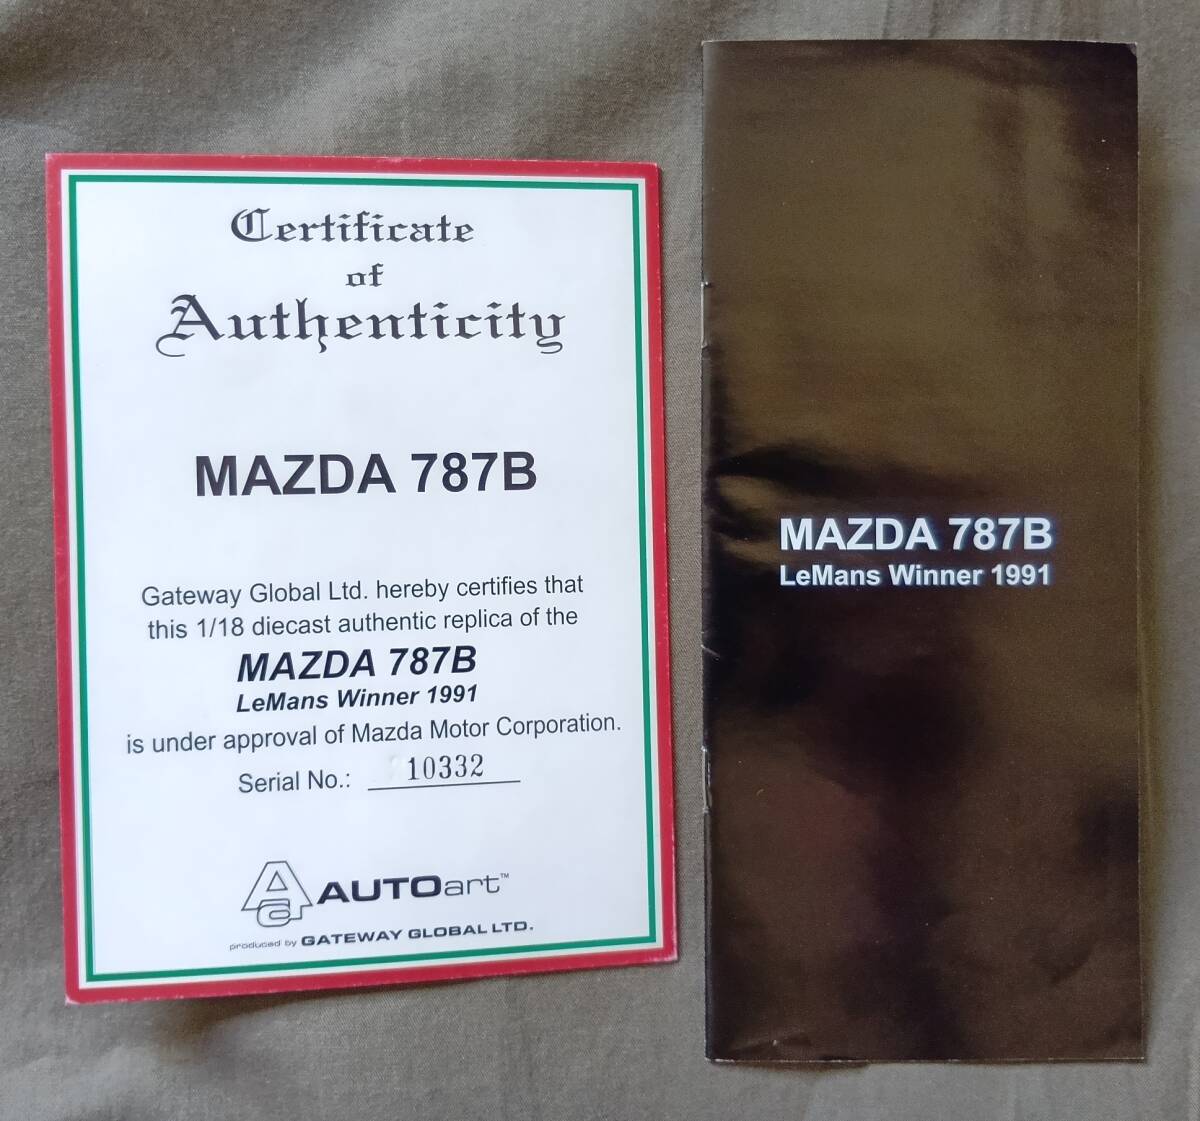 Certificate
of
Authenticity
MAZDA 787B
Gateway Global Ltd. hereby certifies that
this 1/18 diecast authentic replica of the
MAZDA 787B
LeMans Winner 1991
is under approval of Mazda Motor Corporation.
Serial No.: 10332
AUTOart™
produced by GATEWAY GLOBAL LTD.
MAZDA 787B
LeMans Winner 1991